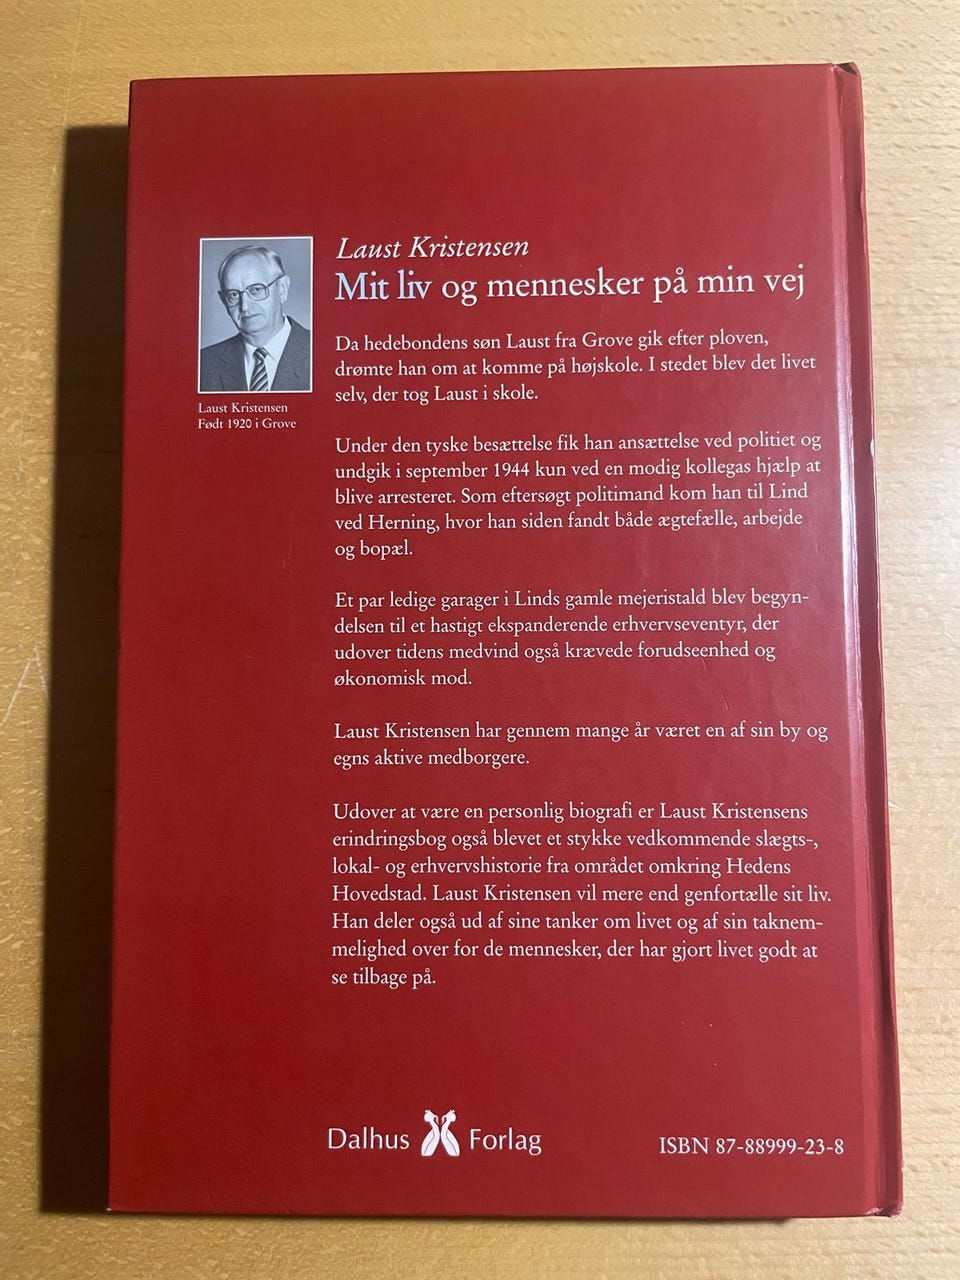 Laust Kristensen
Mit liv og mennesker på min vej
Laust Kristensen
Født 1920 i Grove
Da hedebondens søn Laust fra Grove gik efter ploven,
drømte han om at komme på højskole. I stedet blev det livet
selv, der tog Laust i skole.
Under den tyske besættelse fik han ansættelse ved politiet og
undgik i september 1944 kun ved en modig kollegas hjælp at
blive arresteret. Som eftersøgt politimand kom han til Lind
ved Herning, hvor han siden fandt både ægtefælle, arbejde
og bopæl.
Et par ledige garager i Linds gamle mejeristald blev begyn-
delsen til et hastigt ekspanderende erhvervseventyr, der
udover tidens medvind også krævede forudseenhed og
økonomisk mod.
Laust Kristensen har gennem mange år været en af sin by og
egns aktive medborgere.
Udover at være en personlig biografi er Laust Kristensens
erindringsbog også blevet et stykke vedkommende slægts-,
lokal- og erhvervshistorie fra området omkring Hedens
Hovedstad. Laust Kristensen vil mere end genfortælle sit liv.
Han deler også ud af sine tanker om livet og af sin taknem-
melighed over for de mennesker, der har gjort livet godt at
se tilbage på.
Dalhus Forlag
ISBN 87-88999-23-8